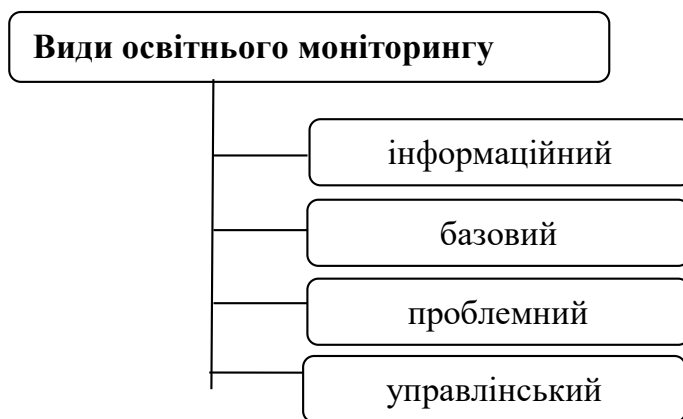 Види освітнього моніторингу
інформаційний
базовий
проблемний
управлінський